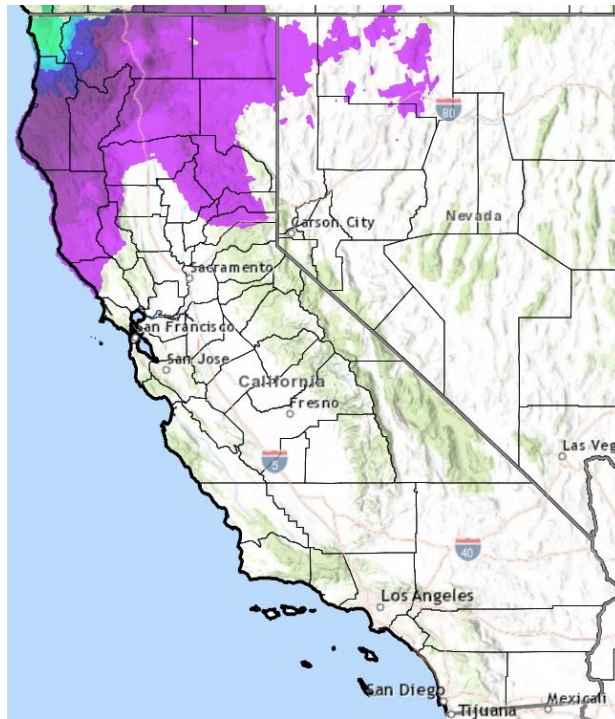 80
Carson City
Nevada
Sacramento
San Francisco
San Jose
California
Fresno
5
Las Veg
40
Los Angeles
San Diego
Tijuana
Mexicali